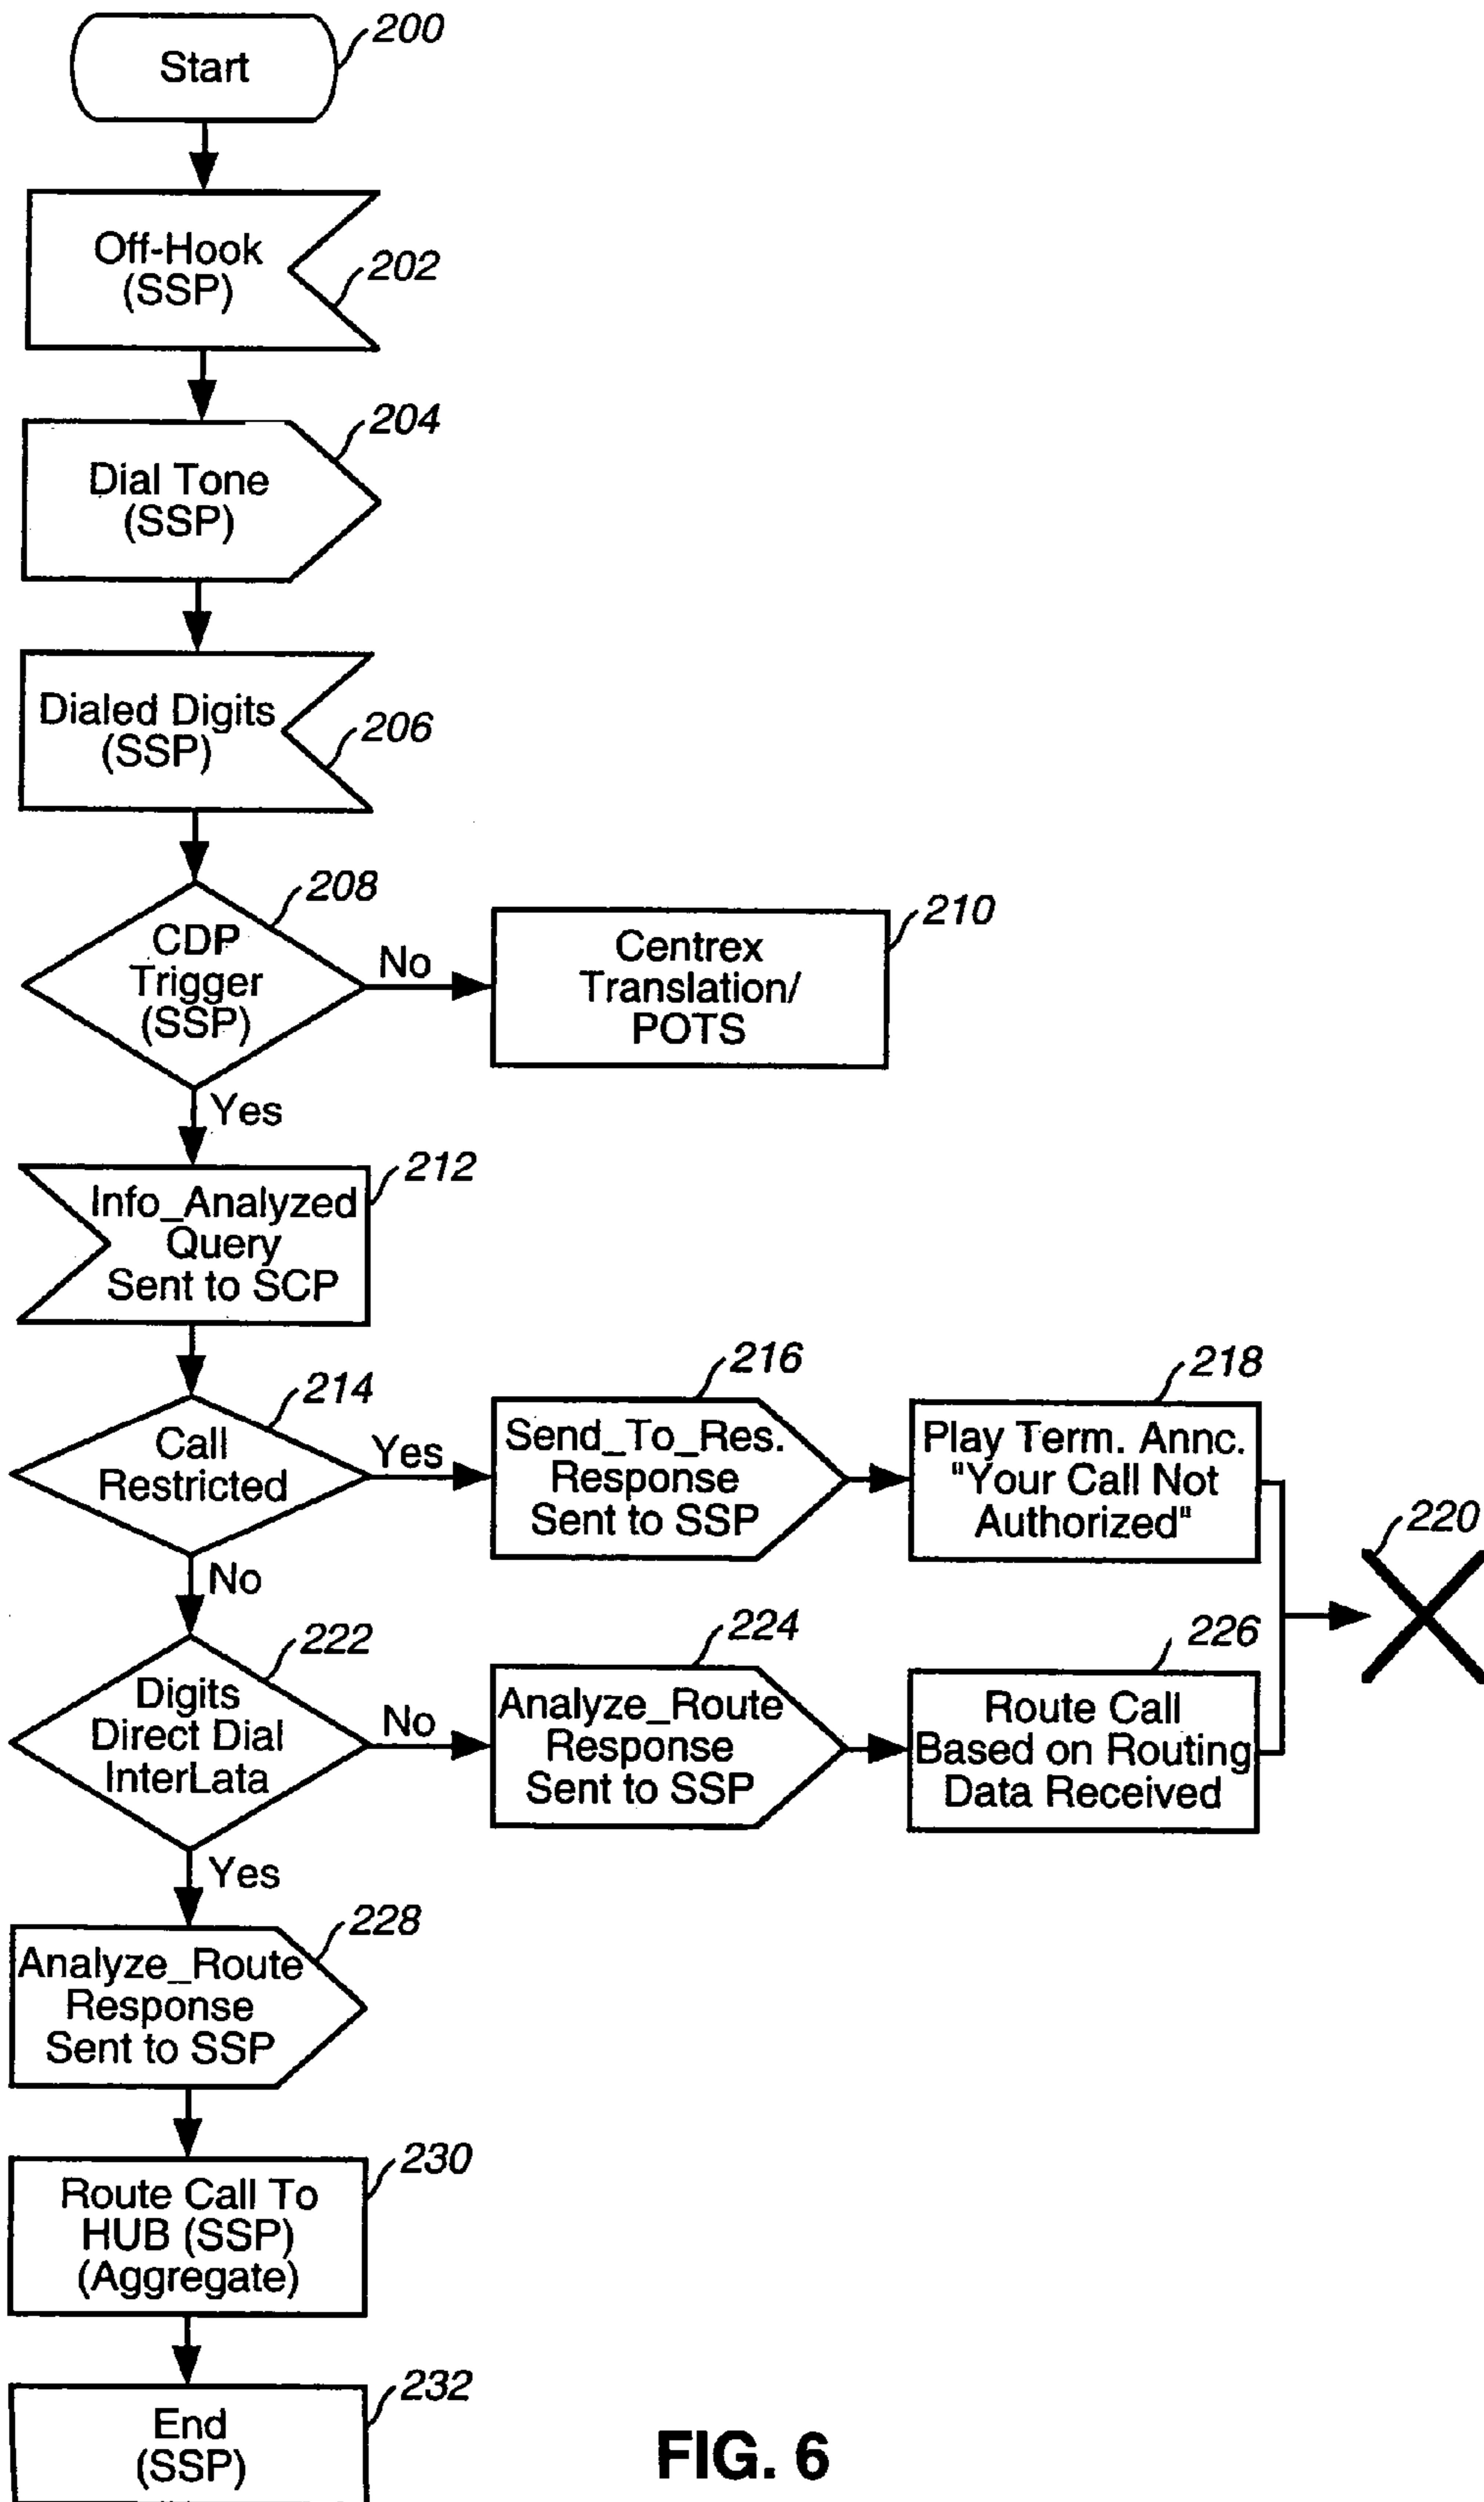 200
Start
Off-Hook
(SSP)
202
204
Dial Tone
(SSP)
Dialed Digits
(SSP)
206
208
CDP
Trigger
(SSP)
No
210
Centrex
Translation/
POTS
Yes
212
Info_Analyzed
Query
Sent to SCP
214
Call
Restricted
Yes
216
Send_To_Res.
Response
Sent to SSP
218
Play Term. Annc.
"Your Call Not
Authorized"
220
No
222
Digits
Direct Dial
InterLata
No
224
Analyze_Route
Response
Sent to SSP
226
Route Call
Based on Routing
Data Received
Yes
228
Analyze_Route
Response
Sent to SSP
230
Route Call To
HUB (SSP)
(Aggregate)
232
End
(SSP)
FIG. 6